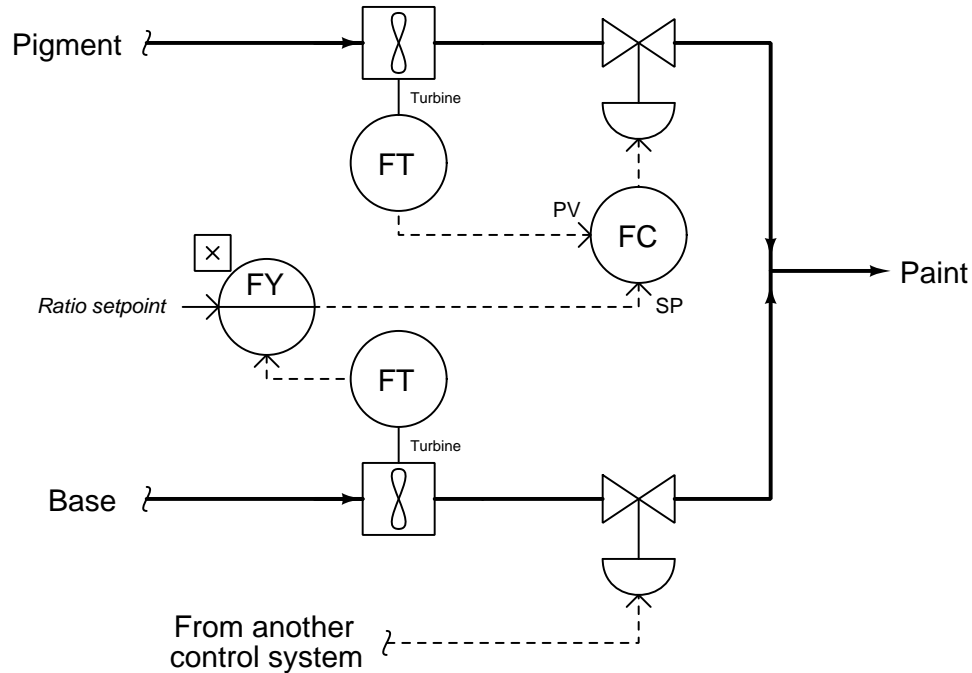 Pigment
Turbine
FT
PV
FC
×
FY
Ratio setpoint
SP
Paint
FT
Turbine
Base
From another
control system